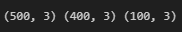 (500, 3) (400, 3) (100, 3)